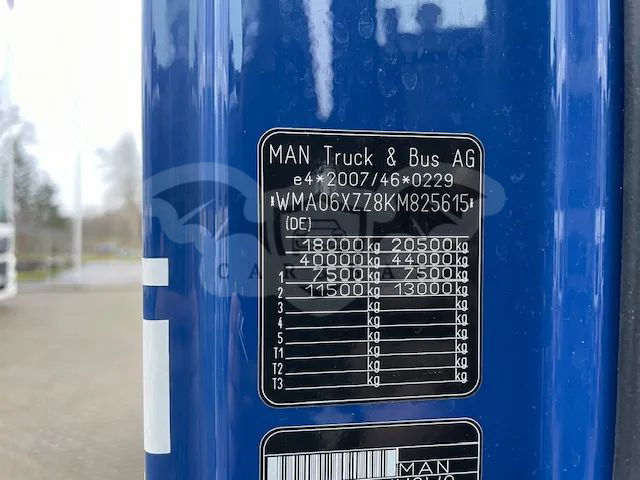 MAN Truck & Bus AG
e4*2007/46*0229
*WMA06XZZ8KM825615*
(DE)
18000 kg 20500 kg
40000 kg 44000 kg
1 7500 kg 7500 kg
2 11500 kg 13000 kg
3 kg kg
4 kg kg
5 kg kg
T1 kg kg
T2 kg kg
T3 kg kg
MAN